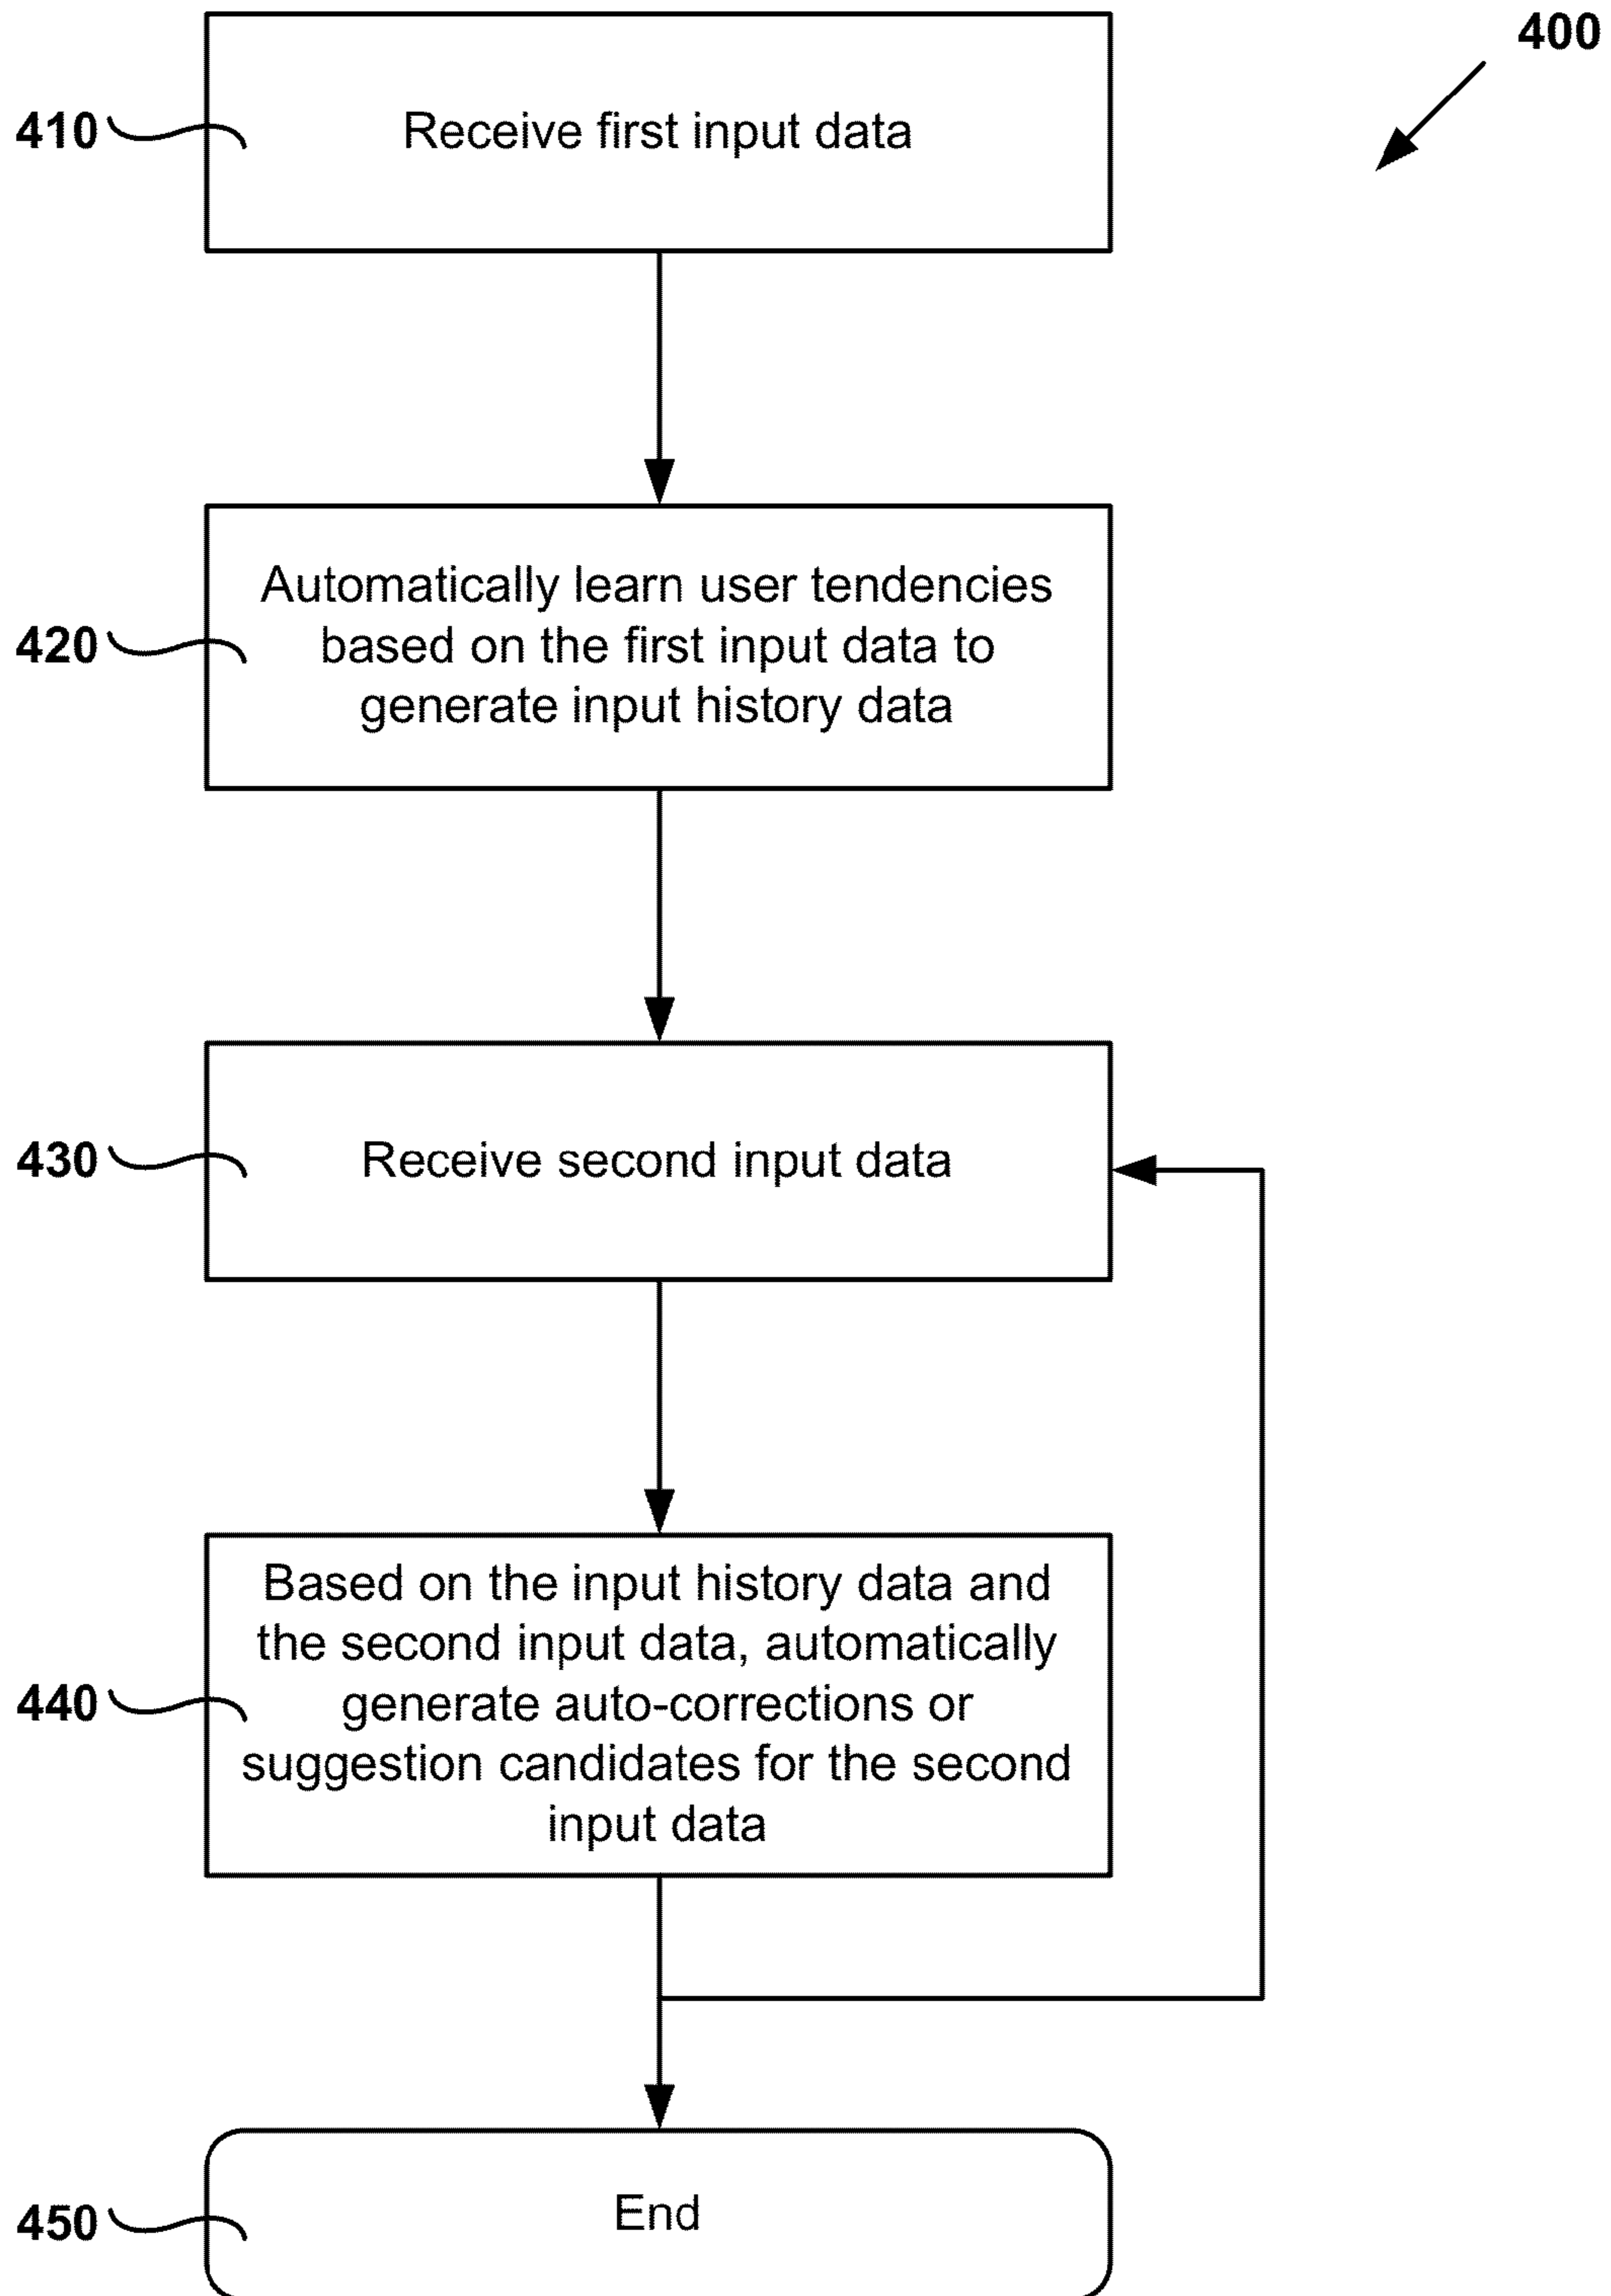 400
410
Receive first input data
Automatically learn user tendencies
420
based on the first input data to
generate input history data
430
Receive second input data
Based on the input history data and
the second input data, automatically
440
generate auto-corrections or
suggestion candidates for the second
input data
450
End